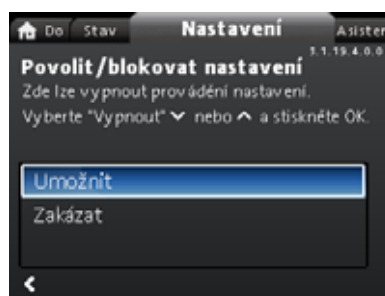 Do Stav Nastavení Asister
3.1.19.4.0.0
Povolit/blokovat nastavení
Zde lze vypnout provádění nastavení.
Vyberte "Vypnout" ⌄ nebo ⌃ a stiskněte OK.
Umožnit
Zakázat